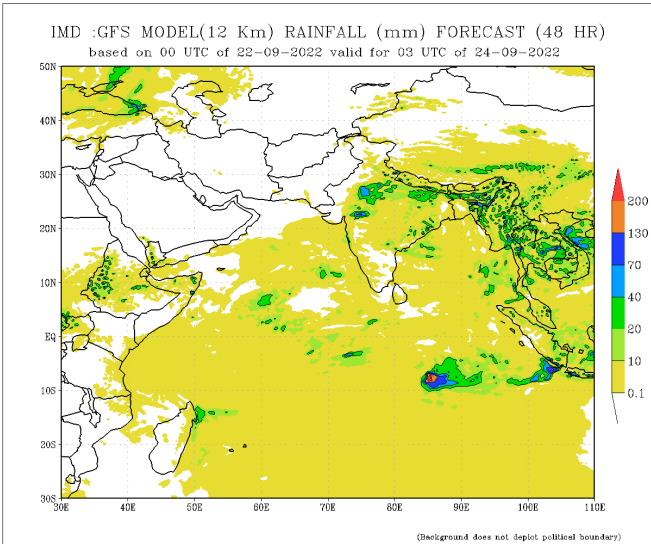 IMD :GFS MODEL(12 Km) RAINFALL (mm) FORECAST (48 HR)
based on 00 UTC of 22-09-2022 valid for 03 UTC of 24-09-2022
50N
40N
30N
20N
10N
EQ
10S
20S
30S
30E 40E 50E 60E 70E 80E 90E 100E 110E
200
130
70
40
20
10
0.1
(Background does not depict political boundary)